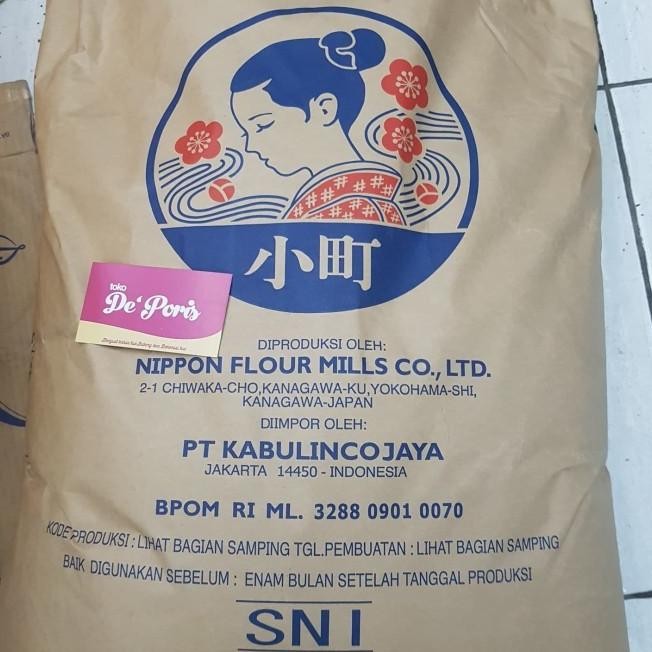 小町
toko
De' Poris
DIPRODUKSI OLEH:
NIPPON FLOUR MILLS CO., LTD.
2-1 CHIWAKA-CHO,KANAGAWA-KU,YOKOHAMA-SHI,
KANAGAWA-JAPAN
DIIMPOR OLEH:
PT KABULINCOJAYA
JAKARTA 14450 - INDONESIA
BPOM RI ML. 3288 0901 0070
KODE PRODUKSI : LIHAT BAGIAN SAMPING TGL.PEMBUATAN : LIHAT BAGIAN SAMPING
BAIK DIGUNAKAN SEBELUM : ENAM BULAN SETELAH TANGGAL PRODUKSI
SNI